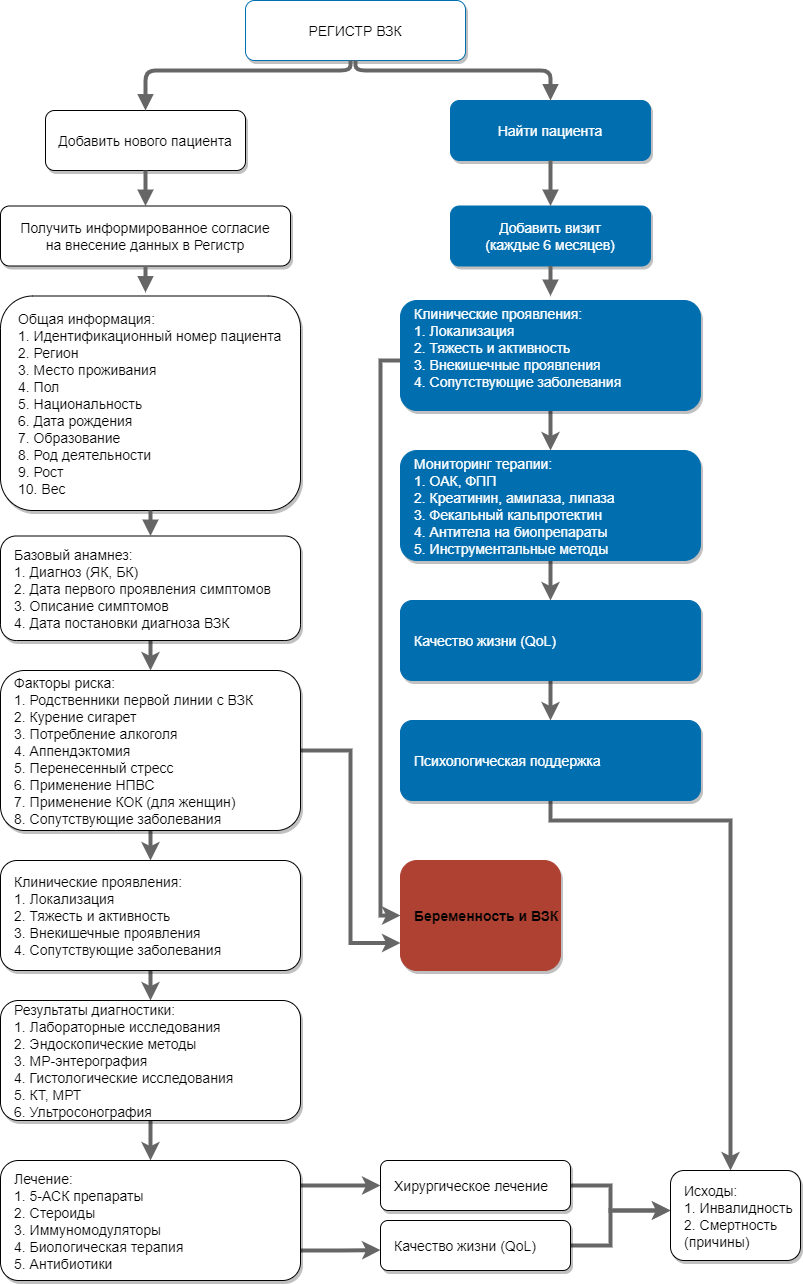 РЕГИСТР ВЗК
Добавить нового пациента
Получить информированное согласие
на внесение данных в Регистр
Общая информация:
1. Идентификационный номер пациента
2. Регион
3. Место проживания
4. Пол
5. Национальность
6. Дата рождения
7. Образование
8. Род деятельности
9. Рост
10. Вес
Базовый анамнез:
1. Диагноз (ЯК, БК)
2. Дата первого проявления симптомов
3. Описание симптомов
4. Дата постановки диагноза ВЗК
Факторы риска:
1. Родственники первой линии с ВЗК
2. Курение сигарет
3. Потребление алкоголя
4. Аппендэктомия
5. Перенесенный стресс
6. Применение НПВС
7. Применение КОК (для женщин)
8. Сопутствующие заболевания
Клинические проявления:
1. Локализация
2. Тяжесть и активность
3. Внекишечные проявления
4. Сопутствующие заболевания
Результаты диагностики:
1. Лабораторные исследования
2. Эндоскопические методы
3. МР-энтерография
4. Гистологические исследования
5. КТ, МРТ
6. Ультросонография
Лечение:
1. 5-АСК препараты
2. Стероиды
3. Иммуномодуляторы
4. Биологическая терапия
5. Антибиотики
Найти пациента
Добавить визит
(каждые 6 месяцев)
Клинические проявления:
1. Локализация
2. Тяжесть и активность
3. Внекишечные проявления
4. Сопутствующие заболевания
Мониторинг терапии:
1. ОАК, ФПП
2. Креатинин, амилаза, липаза
3. Фекальный кальпротектин
4. Антитела на биопрепараты
5. Инструментальные методы
Качество жизни (QoL)
Психологическая поддержка
Беременность и ВЗК
Хирургическое лечение
Качество жизни (QoL)
Исходы:
1. Инвалидность
2. Смертность
(причины)